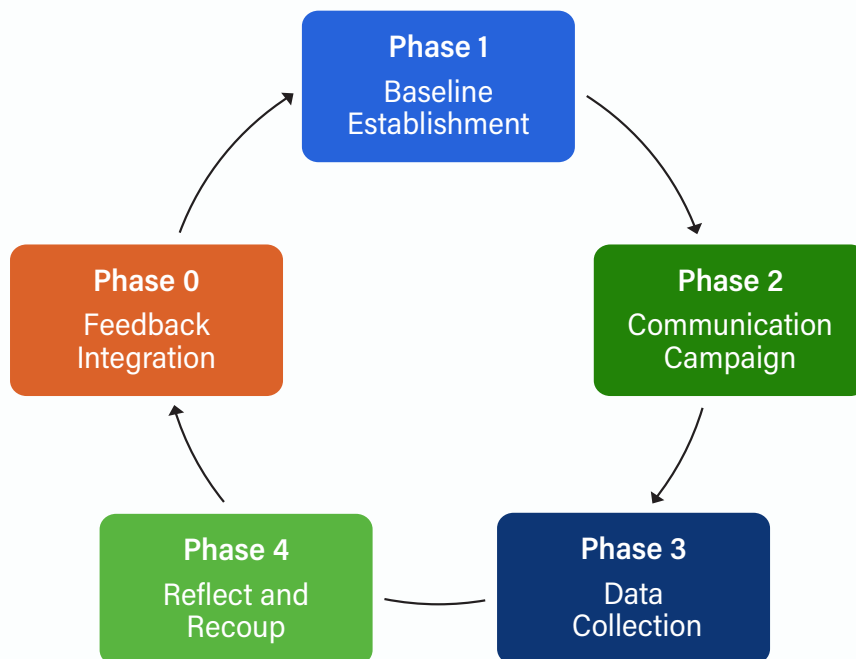 Phase 1
Baseline
Establishment
Phase 0
Feedback
Integration
Phase 2
Communication
Campaign
Phase 4
Reflect and
Recoup
Phase 3
Data
Collection